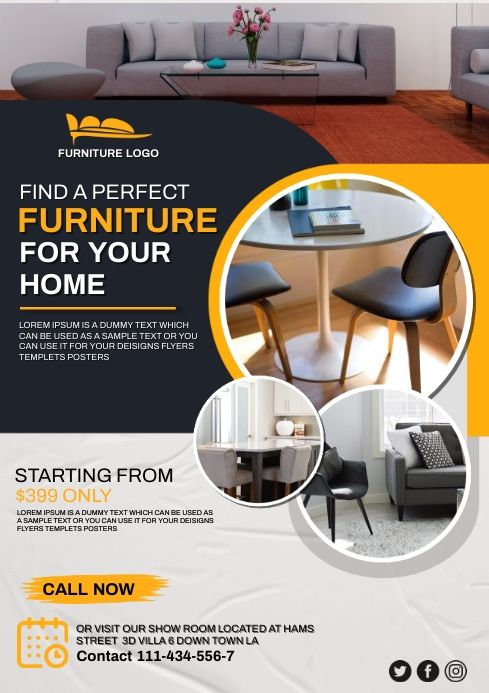 FURNITURE LOGO
FIND A PERFECT
FURNITURE
FOR YOUR
HOME
LOREM IPSUM IS A DUMMY TEXT WHICH
CAN BE USED AS A SAMPLE TEXT OR YOU
CAN USE IT FOR YOUR DEISIGNS FLYERS
TEMPLETS POSTERS
STARTING FROM
$399 ONLY
LOREM IPSUM IS A DUMMY TEXT WHICH CAN BE USED AS
A SAMPLE TEXT OR YOU CAN USE IT FOR YOUR DEISIGNS
FLYERS TEMPLETS POSTERS
CALL NOW
OR VISIT OUR SHOW ROOM LOCATED AT HAMS
STREET 3D VILLA 6 DOWN TOWN LA
Contact 111-434-556-7